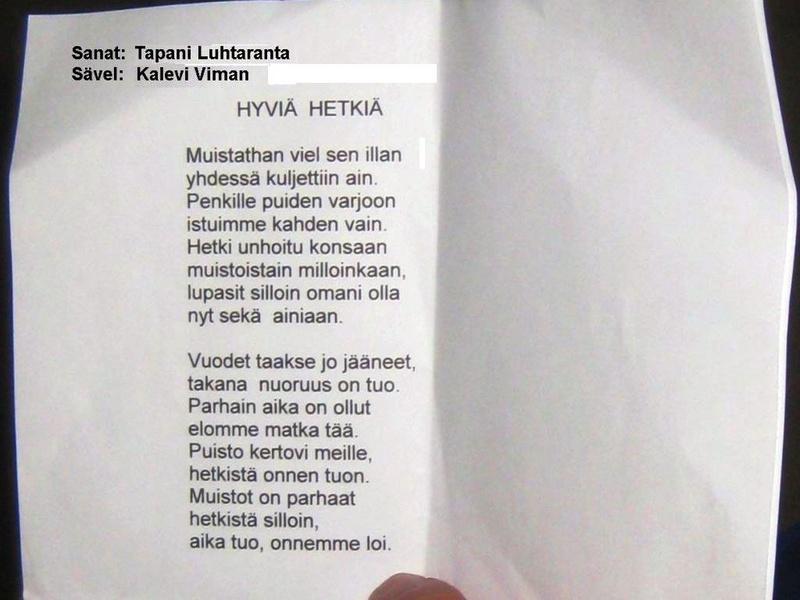 Sanat: Tapani Luhtaranta
Sävel: Kalevi Viman
HYVIÄ HETKIÄ
Muistathan viel sen illan
yhdessä kuljettiin ain.
Penkille puiden varjoon
istuimme kahden vain.
Hetki unhoitu konsaan
muistoistain milloinkaan,
lupasit silloin omani olla
nyt sekä ainiaan.
Vuodet taakse jo jääneet,
takana nuoruus on tuo.
Parhain aika on ollut
elomme matka tää.
Puisto kertovi meille,
hetkistä onnen tuon.
Muistot on parhaat
hetkistä silloin,
aika tuo, onnemme loi.